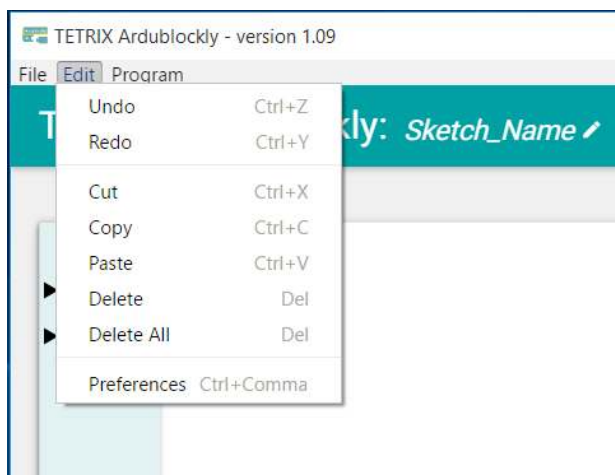 TETRIX Ardublockly - version 1.09
File Edit Program
T kly: Sketch_Name
Undo Ctrl+Z
Redo Ctrl+Y
Cut Ctrl+X
Copy Ctrl+C
Paste Ctrl+V
Delete Del
Delete All Del
Preferences Ctrl+Comma